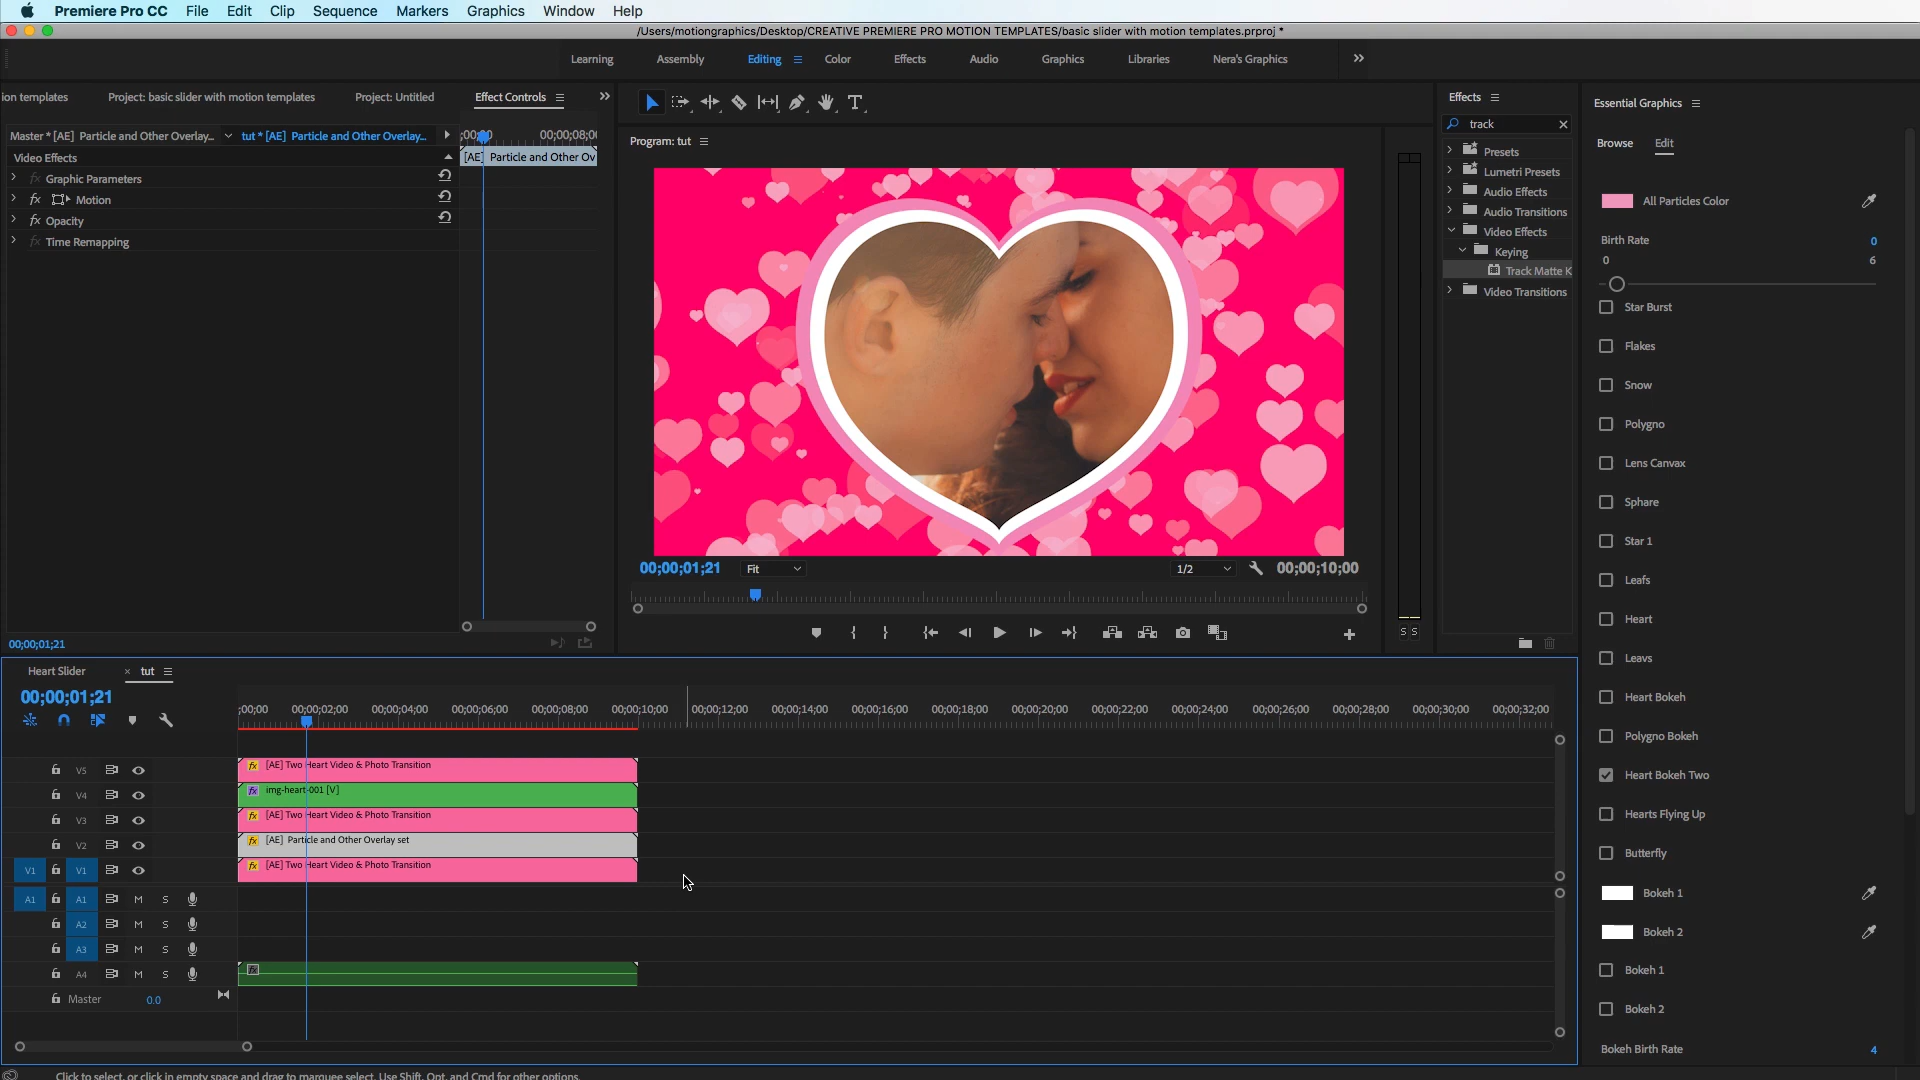 Premiere Pro CC File Edit Clip Sequence Markers Graphics Window Help
/Users/motiongraphics/Desktop/CREATIVE PREMIERE PRO MOTION TEMPLATES/basic slider with motion templates.prproj *
Learning Assembly Editing Color Effects Audio Graphics Libraries Nera's Graphics
ion templates Project: basic slider with motion templates Project: Untitled Effect Controls
Master * [AE] Particle and Other Overlay... tut * [AE] Particle and Other Overlay...
;00;00 00;00;08;0
Video Effects
[AE] Particle and Other Ov
fx Graphic Parameters
fx Motion
fx Opacity
fx Time Remapping
00;00;01;21
Program: tut
00;00;01;21 Fit 1/2 00;00;10;00
S S
Effects
track
Presets
Lumetri Presets
Audio Effects
Audio Transitions
Video Effects
Keying
Track Matte K
Video Transitions
Essential Graphics
Browse Edit
All Particles Color
Birth Rate 0
0 6
Star Burst
Flakes
Snow
Polygno
Lens Canvax
Sphare
Star 1
Leafs
Heart
Leavs
Heart Bokeh
Polygno Bokeh
Heart Bokeh Two
Hearts Flying Up
Butterfly
Bokeh 1
Bokeh 2
Bokeh 1
Bokeh 2
Bokeh Birth Rate 4
Heart Slider × tut
00;00;01;21
;00;00 00;00;02;00 00;00;04;00 00;00;06;00 00;00;08;00 00;00;10;00 00;00;12;00 00;00;14;00 00;00;16;00 00;00;18;00 00;00;20;00 00;00;22;00 00;00;24;00 00;00;26;00 00;00;28;00 00;00;30;00 00;00;32;00
V5 fx [AE] Two Heart Video & Photo Transition
V4 fx img-heart-001 [V]
V3 fx [AE] Two Heart Video & Photo Transition
V2 fx [AE] Particle and Other Overlay set
V1 V1 fx [AE] Two Heart Video & Photo Transition
A1 A1 M S
A2 M S
A3 M S
A4 M S fx
Master 0.0
Click to select, or click in empty space and drag to marquee select. Use Shift, Opt, and Cmd for other options.